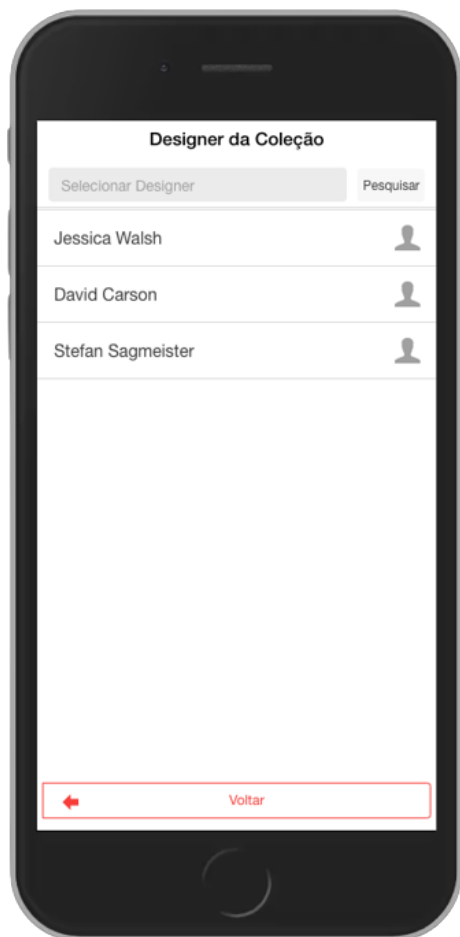 Designer da Coleção
Selecionar Designer Pesquisar
Jessica Walsh
David Carson
Stefan Sagmeister
Voltar